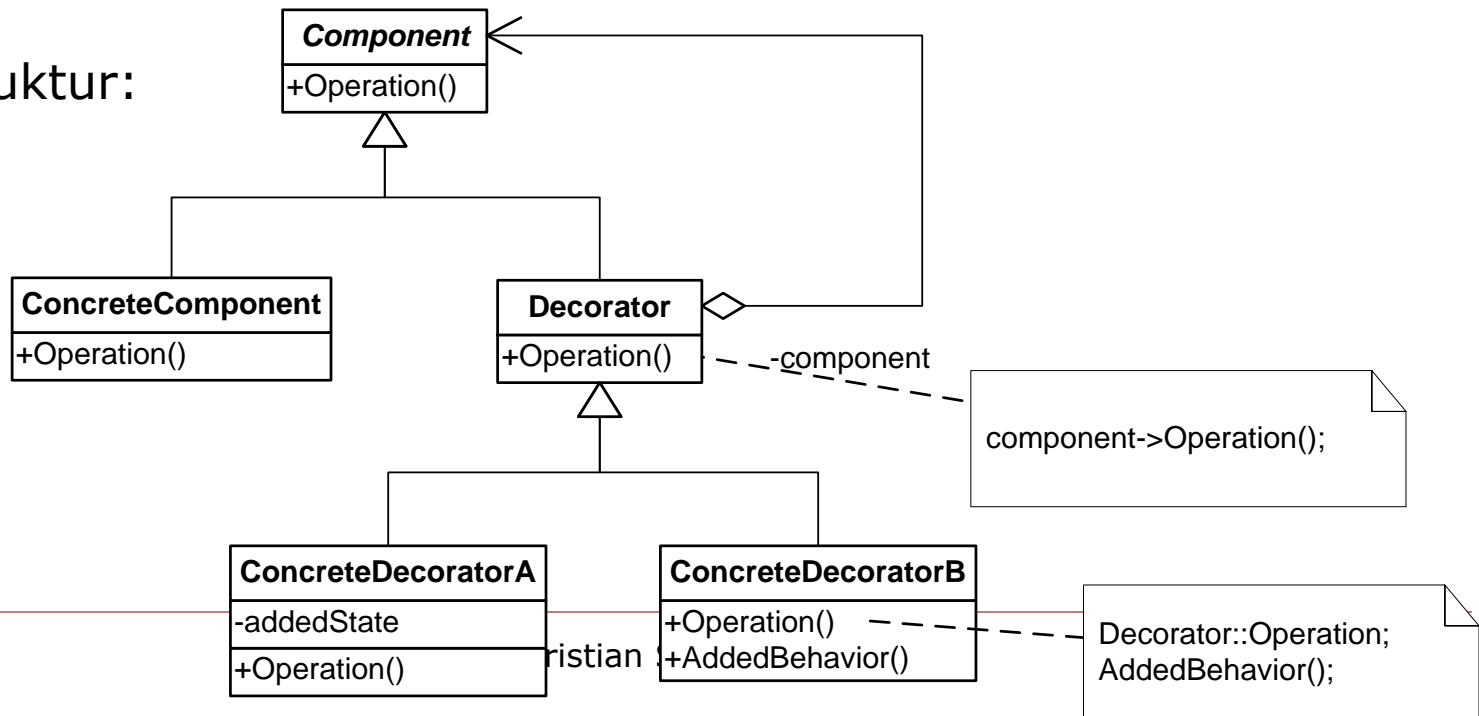 Component
+Operation()
uktur:
ConcreteComponent
+Operation()
Decorator
+Operation()
-component
component->Operation();
ConcreteDecoratorA
-addedState
+Operation()
ConcreteDecoratorB
+Operation()
+AddedBehavior()
Decorator::Operation;
AddedBehavior();
ristian